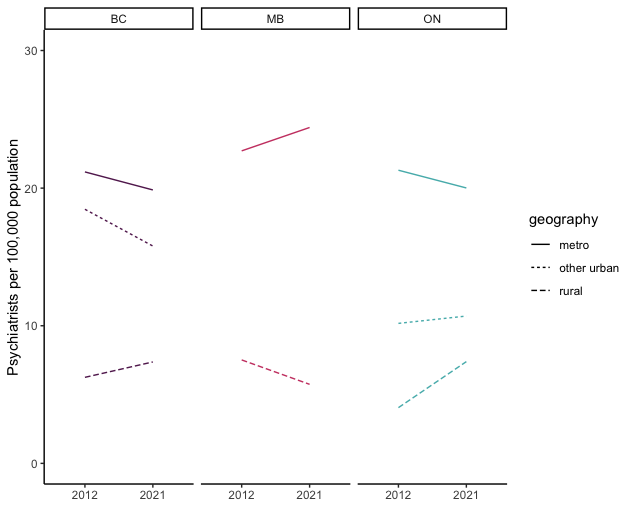 BC
MB
ON
Psychiatrists per 100,000 population
30
20
10
0
2012 2021
2012 2021
2012 2021
geography
metro
other urban
rural